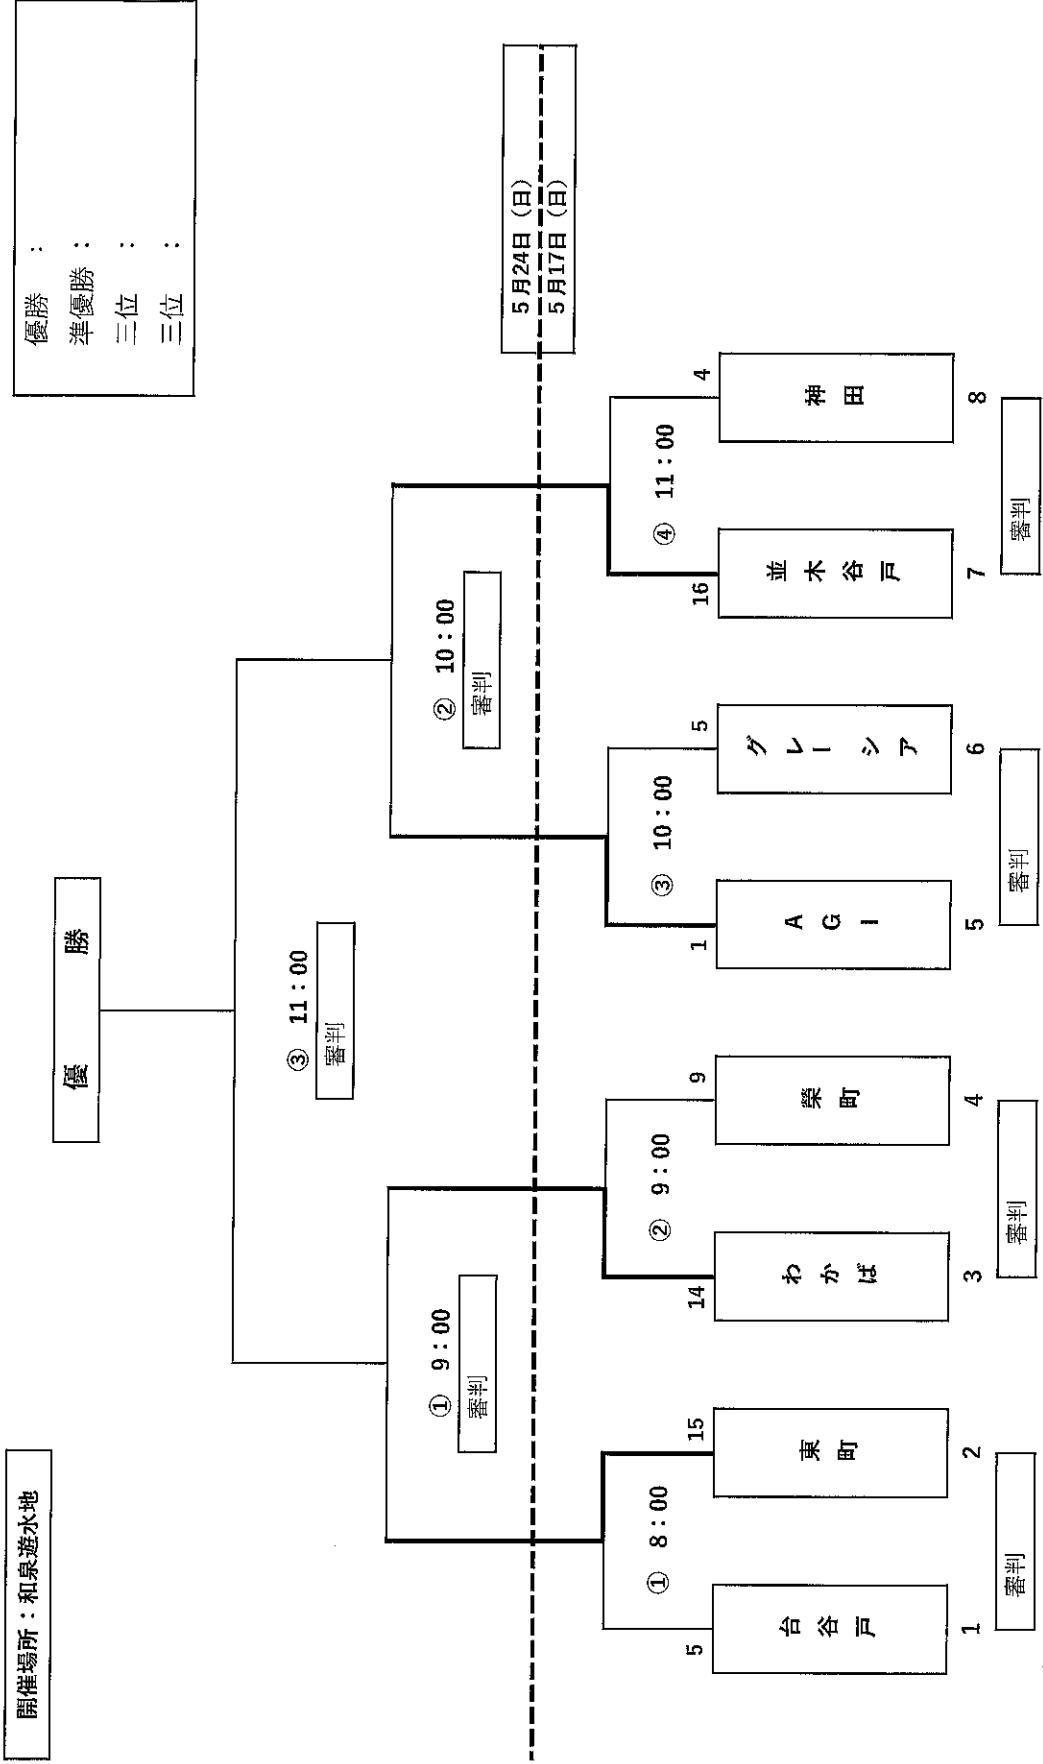 開催場所：和泉遊水地
優　勝
優勝　：
準優勝　：
三位　：
三位　：
③ 11：00
審判
① 9：00
審判
② 10：00
審判
5月24日（日）
5月17日（日）
① 8：00
② 9：00
③ 10：00
④ 11：00
5
15
14
9
1
5
16
4
台谷戸
東町
わかば
榮町
AGI
グレーシア
並木谷戸
神田
1
2
3
4
5
6
7
8
審判
審判
審判
審判